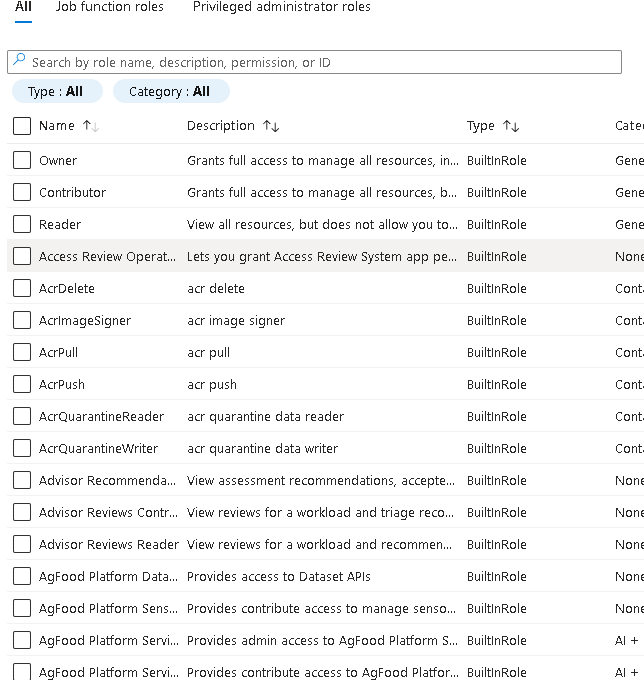 All Job function roles Privileged administrator roles
Search by role name, description, permission, or ID
Type : All Category : All
Name ↑↓ Description ↑↓ Type ↑↓ Cate
Owner Grants full access to manage all resources, in... BuiltInRole Gene
Contributor Grants full access to manage all resources, b... BuiltInRole Gene
Reader View all resources, but does not allow you to... BuiltInRole Gene
Access Review Operat... Lets you grant Access Review System app pe... BuiltInRole None
AcrDelete acr delete BuiltInRole Conta
AcrImageSigner acr image signer BuiltInRole Conta
AcrPull acr pull BuiltInRole Conta
AcrPush acr push BuiltInRole Conta
AcrQuarantineReader acr quarantine data reader BuiltInRole Conta
AcrQuarantineWriter acr quarantine data writer BuiltInRole Conta
Advisor Recommenda... View assessment recommendations, accepte... BuiltInRole None
Advisor Reviews Contr... View reviews for a workload and triage reco... BuiltInRole None
Advisor Reviews Reader View reviews for a workload and recommen... BuiltInRole None
AgFood Platform Data... Provides access to Dataset APIs BuiltInRole None
AgFood Platform Sens... Provides contribute access to manage senso... BuiltInRole None
AgFood Platform Servi... Provides admin access to AgFood Platform S... BuiltInRole AI +
AgFood Platform Servi... Provides contribute access to AgFood Platfor... BuiltInRole AI +